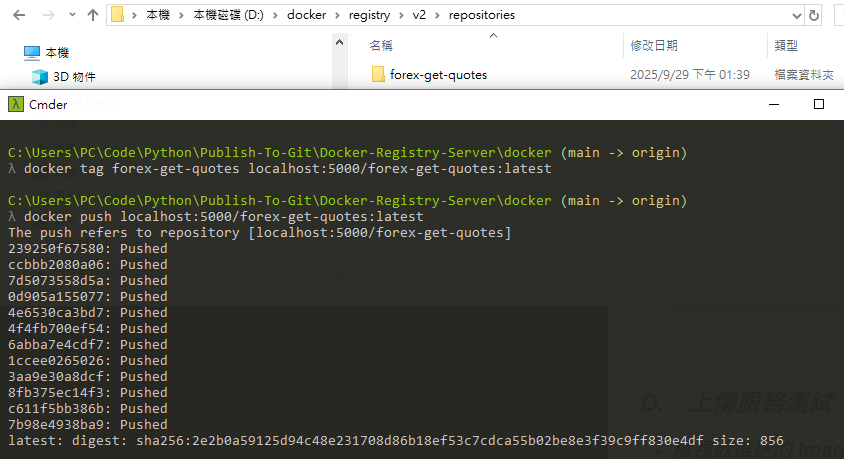 本機 › 本機磁碟 (D:) › docker › registry › v2 › repositories
本機
3D 物件
名稱 修改日期 類型
forex-get-quotes 2025/9/29 下午 01:39 檔案資料夾
λ Cmder
C:\Users\PC\Code\Python\Publish-To-Git\Docker-Registry-Server\docker (main -> origin)
λ docker tag forex-get-quotes localhost:5000/forex-get-quotes:latest
C:\Users\PC\Code\Python\Publish-To-Git\Docker-Registry-Server\docker (main -> origin)
λ docker push localhost:5000/forex-get-quotes:latest
The push refers to repository [localhost:5000/forex-get-quotes]
239250f67580: Pushed
ccbbb2080a06: Pushed
7d5073558d5a: Pushed
0d905a155077: Pushed
4e6530ca3bd7: Pushed
4f4fb700ef54: Pushed
6abba7e4cdf7: Pushed
1ccee0265026: Pushed
3aa9e30a8dcf: Pushed
8fb375ec14f3: Pushed
c611f5bb386b: Pushed
7b98e4938ba9: Pushed
latest: digest: sha256:2e2b0a59125d94c48e231708d86b18ef53c7cdca55b02be8e3f39c9ff830e4df size: 856
D. 上傳服務測試